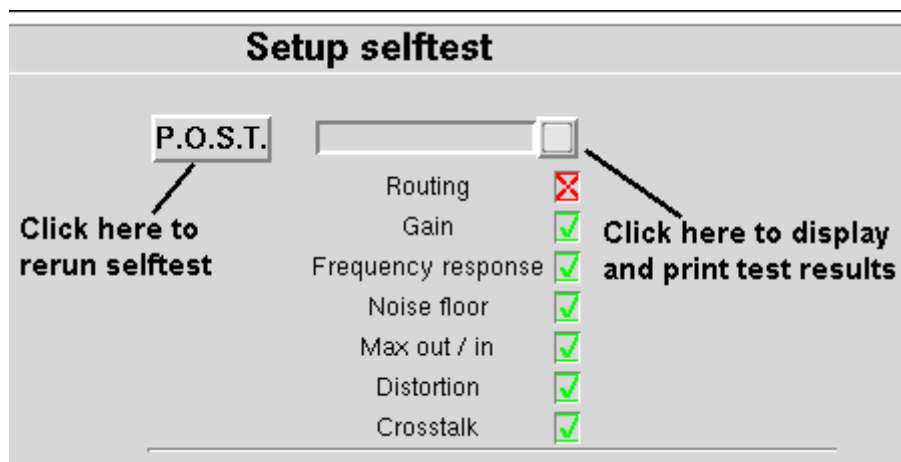 Setup selftest
P.O.S.T.
Routing
Gain
Frequency response
Noise floor
Max out / in
Distortion
Crosstalk
Click here to
rerun selftest
Click here to display
and print test results